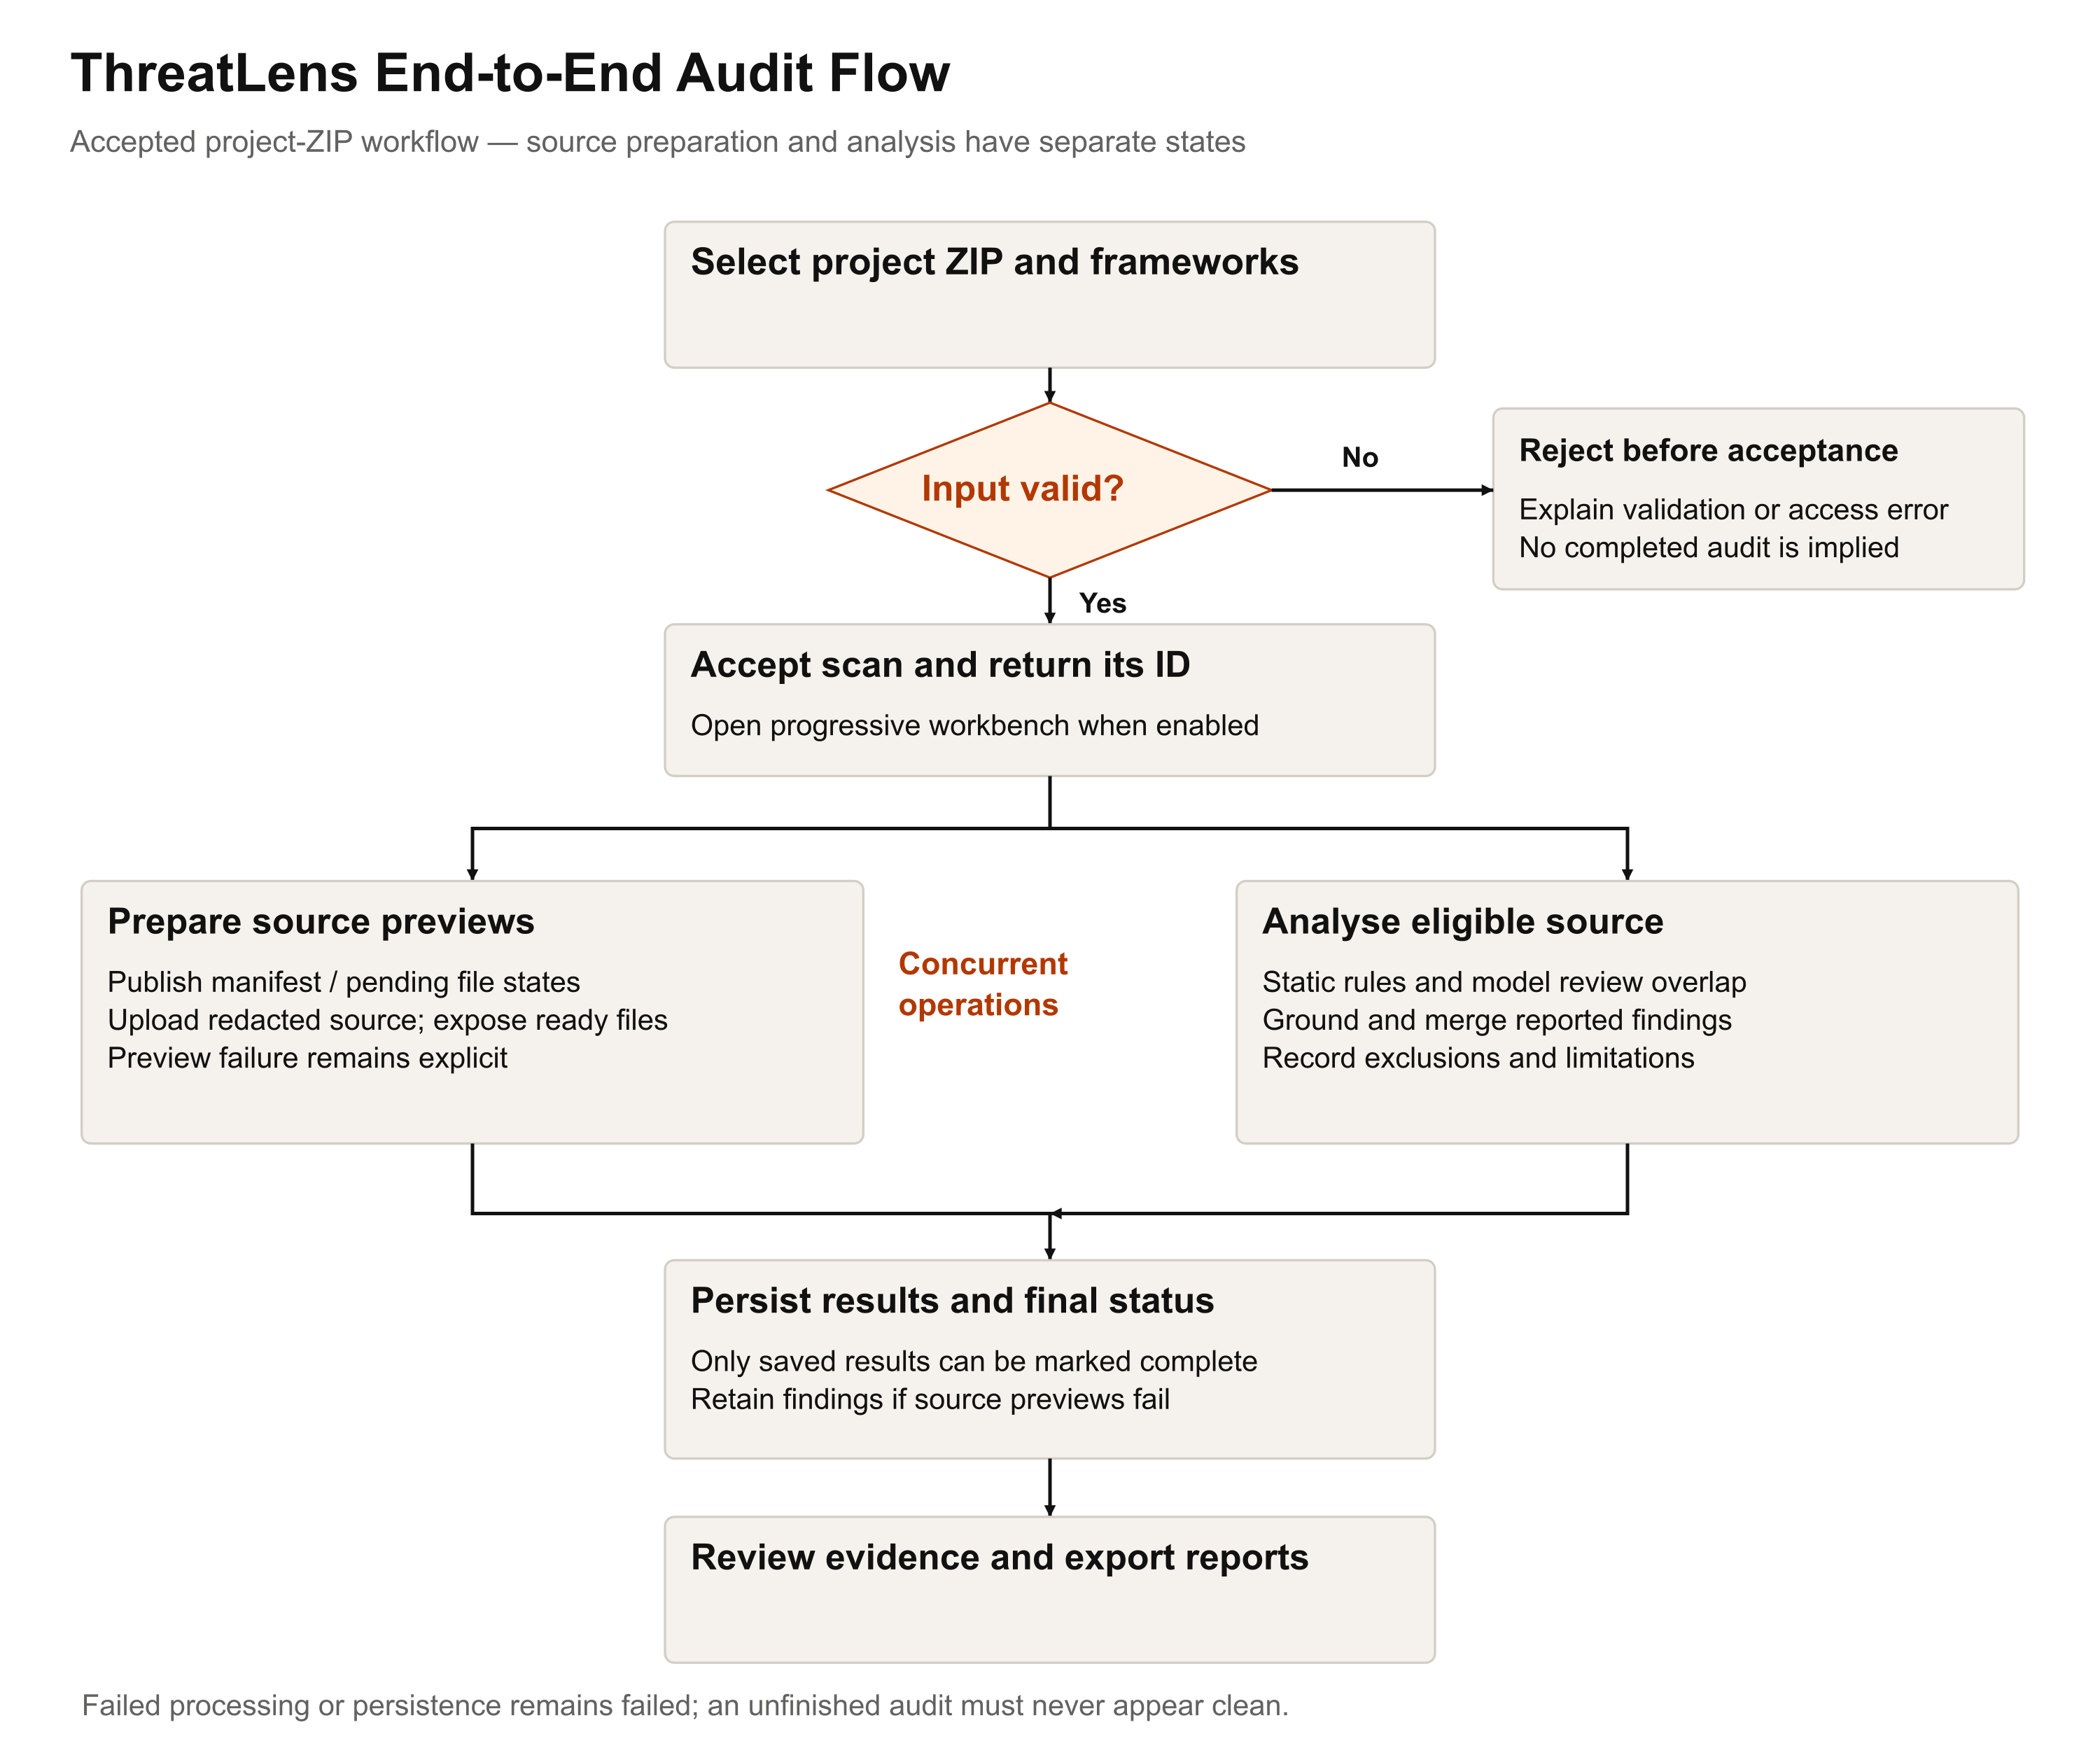 ThreatLens End-to-End Audit Flow
Accepted project-ZIP workflow — source preparation and analysis have separate states
Select project ZIP and frameworks
Input valid?
No
Reject before acceptance
Explain validation or access error
No completed audit is implied
Yes
Accept scan and return its ID
Open progressive workbench when enabled
Prepare source previews
Publish manifest / pending file states
Upload redacted source; expose ready files
Preview failure remains explicit
Concurrent
operations
Analyse eligible source
Static rules and model review overlap
Ground and merge reported findings
Record exclusions and limitations
Persist results and final status
Only saved results can be marked complete
Retain findings if source previews fail
Review evidence and export reports
Failed processing or persistence remains failed; an unfinished audit must never appear clean.